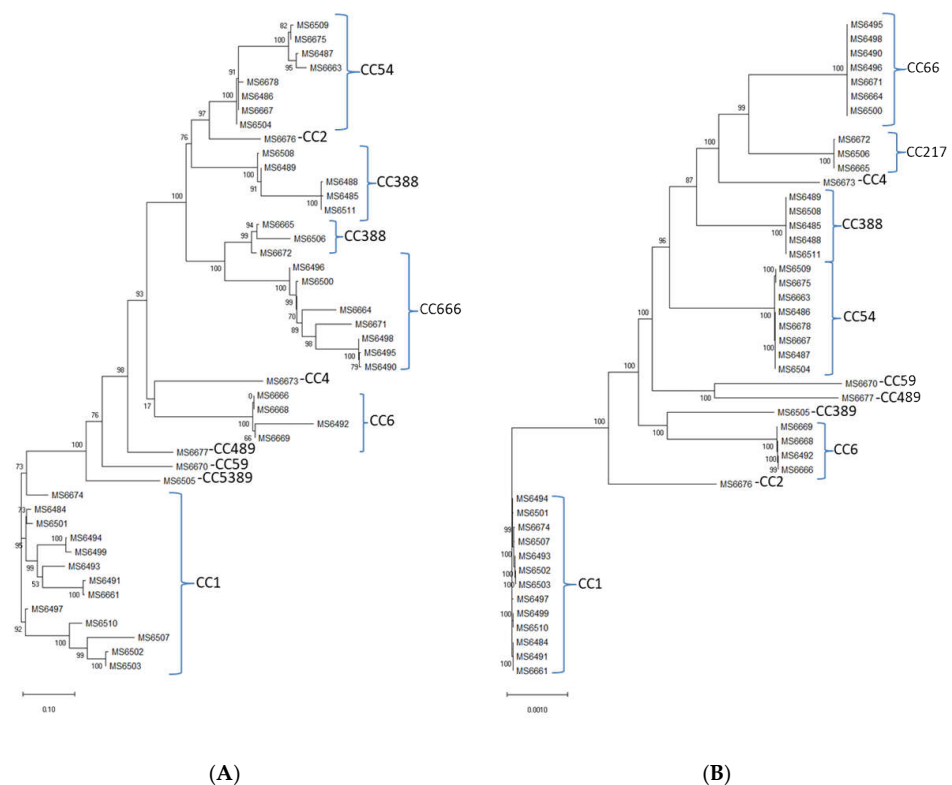 82
MS6509
MS6675
100
MS6487
95
MS6663
CC54
91
MS6678
MS6486
MS6667
100
MS6504
97
MS6676 -CC2
76
MS6508
MS6489
100
91
MS6488
MS6485
100
MS6511
CC388
100
94
MS6665
99
MS6506
MS6672
CC388
100
MS6496
100
MS6500
99
70
MS6664
89
MS6671
98
MS6498
100
MS6495
79
MS6490
CC666
93
MS6673 -CC4
17
0
MS6666
MS6668
100
MS6492
66
MS6669
CC6
98
MS6677 -CC489
76
MS6670 -CC59
100
MS6505 -CC5389
73
MS6674
73
MS6484
MS6501
95
100
MS6494
MS6499
99
MS6493
53
MS6491
100
MS6661
MS6497
92
MS6510
100
MS6507
99
MS6502
100
MS6503
CC1
0.10
(A)
MS6495
MS6498
MS6490
100
MS6496
MS6671
MS6664
MS6500
CC66
99
MS6672
MS6506
100
MS6665
CC217
73
MS6673 -CC4
87
MS6489
MS6508
100
MS6485
MS6488
MS6511
CC388
96
100
MS6509
MS6675
MS6663
100
MS6486
MS6678
100
MS6667
MS6487
MS6504
CC54
100
MS6670 -CC59
100
MS6677 -CC489
100
MS6505 -CC389
100
MS6669
100
MS6668
100
MS6492
99
MS6666
CC6
100
MS6676 -CC2
MS6494
MS6501
99
MS6674
MS6507
100
MS6493
100
MS6502
100
MS6503
MS6497
100
MS6499
MS6510
MS6484
MS6491
100
MS6661
CC1
0.0010
(B)